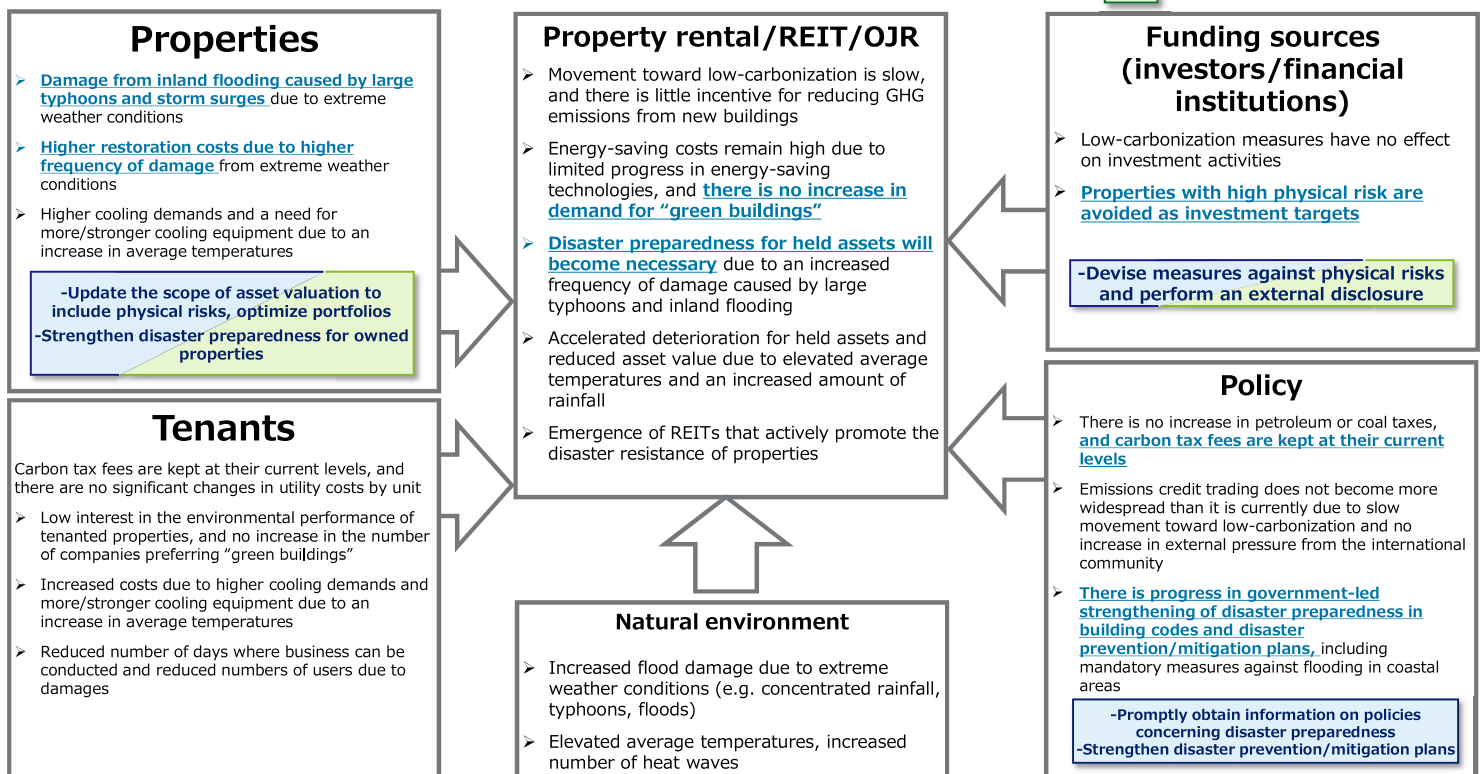 Properties
➢ Damage from inland flooding caused by large
typhoons and storm surges due to extreme
weather conditions
➢ Higher restoration costs due to higher
frequency of damage from extreme weather
conditions
➢ Higher cooling demands and a need for
more/stronger cooling equipment due to an
increase in average temperatures
-Update the scope of asset valuation to
include physical risks, optimize portfolios
-Strengthen disaster preparedness for owned
properties
Tenants
Carbon tax fees are kept at their current levels, and
there are no significant changes in utility costs by unit
➢ Low interest in the environmental performance of
tenanted properties, and no increase in the number
of companies preferring “green buildings”
➢ Increased costs due to higher cooling demands and
more/stronger cooling equipment due to an
increase in average temperatures
➢ Reduced number of days where business can be
conducted and reduced numbers of users due to
damages
Property rental/REIT/OJR
➢ Movement toward low-carbonization is slow,
and there is little incentive for reducing GHG
emissions from new buildings
➢ Energy-saving costs remain high due to
limited progress in energy-saving
technologies, and there is no increase in
demand for “green buildings”
➢ Disaster preparedness for held assets will
become necessary due to an increased
frequency of damage caused by large
typhoons and inland flooding
➢ Accelerated deterioration for held assets and
reduced asset value due to elevated average
temperatures and an increased amount of
rainfall
➢ Emergence of REITs that actively promote the
disaster resistance of properties
Natural environment
➢ Increased flood damage due to extreme
weather conditions (e.g. concentrated rainfall,
typhoons, floods)
➢ Elevated average temperatures, increased
number of heat waves
Funding sources
(investors/financial
institutions)
➢ Low-carbonization measures have no effect
on investment activities
➢ Properties with high physical risk are
avoided as investment targets
-Devise measures against physical risks
and perform an external disclosure
Policy
➢ There is no increase in petroleum or coal taxes,
and carbon tax fees are kept at their current
levels
➢ Emissions credit trading does not become more
widespread than it is currently due to slow
movement toward low-carbonization and no
increase in external pressure from the international
community
➢ There is progress in government-led
strengthening of disaster preparedness in
building codes and disaster
prevention/mitigation plans, including
mandatory measures against flooding in coastal
areas
-Promptly obtain information on policies
concerning disaster preparedness
-Strengthen disaster prevention/mitigation plans